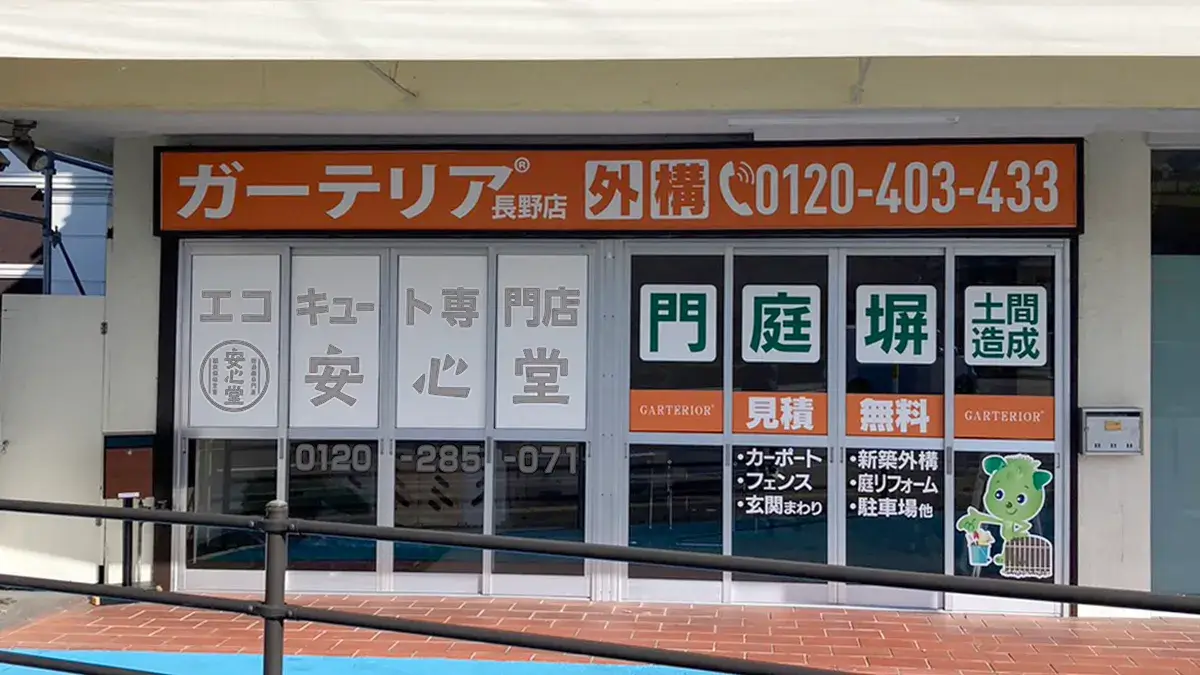 ガーテリア® 長野店 外構 0120-403-433
エコキュート専門店
安心堂
安心堂
0120-285-071
門庭塀 土間造成
GARTERIOR® 見積 無料 GARTERIOR®
・カーポート
・フェンス
・玄関まわり
・新築外構
・庭リフォーム
・駐車場他